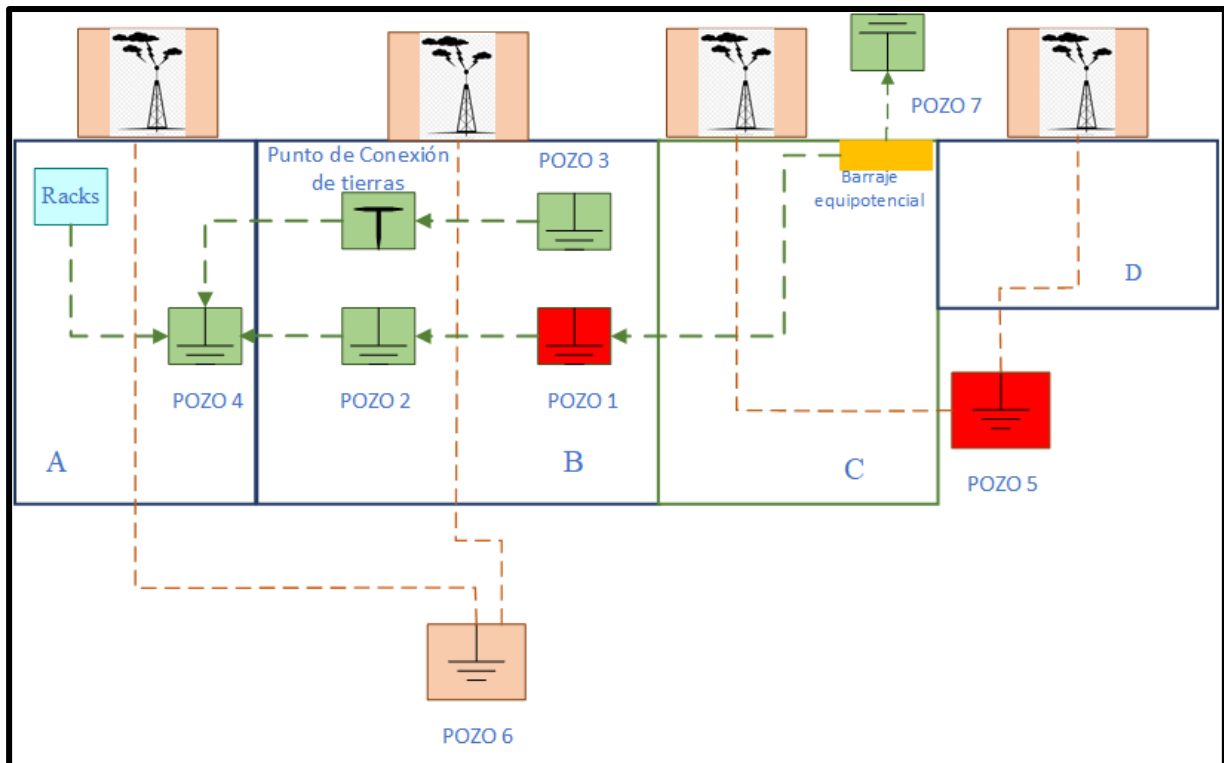 POZO 7
Punto de Conexión
de tierras
POZO 3
Racks
Barraje
equipotencial
D
POZO 4
POZO 2
POZO 1
A
B
C
POZO 5
POZO 6